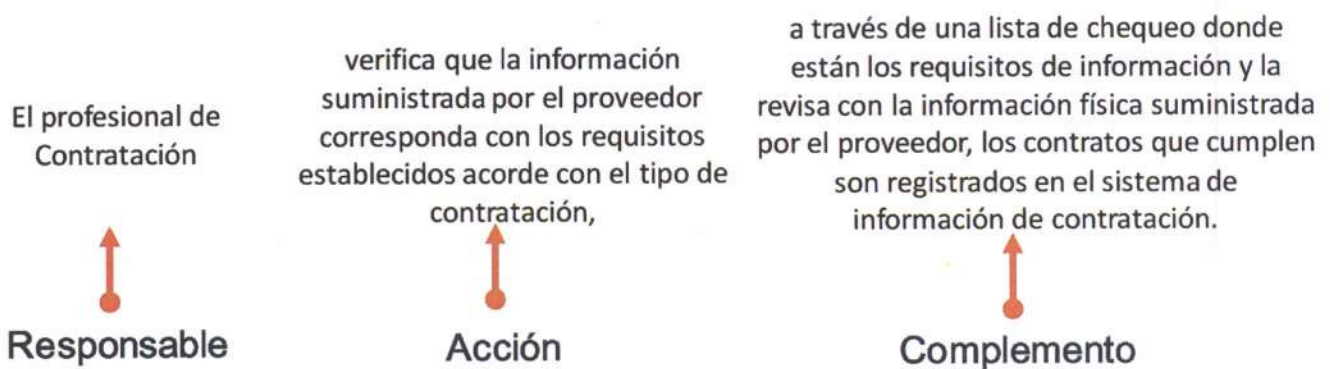 El profesional de
Contratación
verifica que la información
suministrada por el proveedor
corresponda con los requisitos
establecidos acorde con el tipo de
contratación,
a través de una lista de chequeo donde
están los requisitos de información y la
revisa con la información física suministrada
por el proveedor, los contratos que cumplen
son registrados en el sistema de
información de contratación.
Responsable
Acción
Complemento